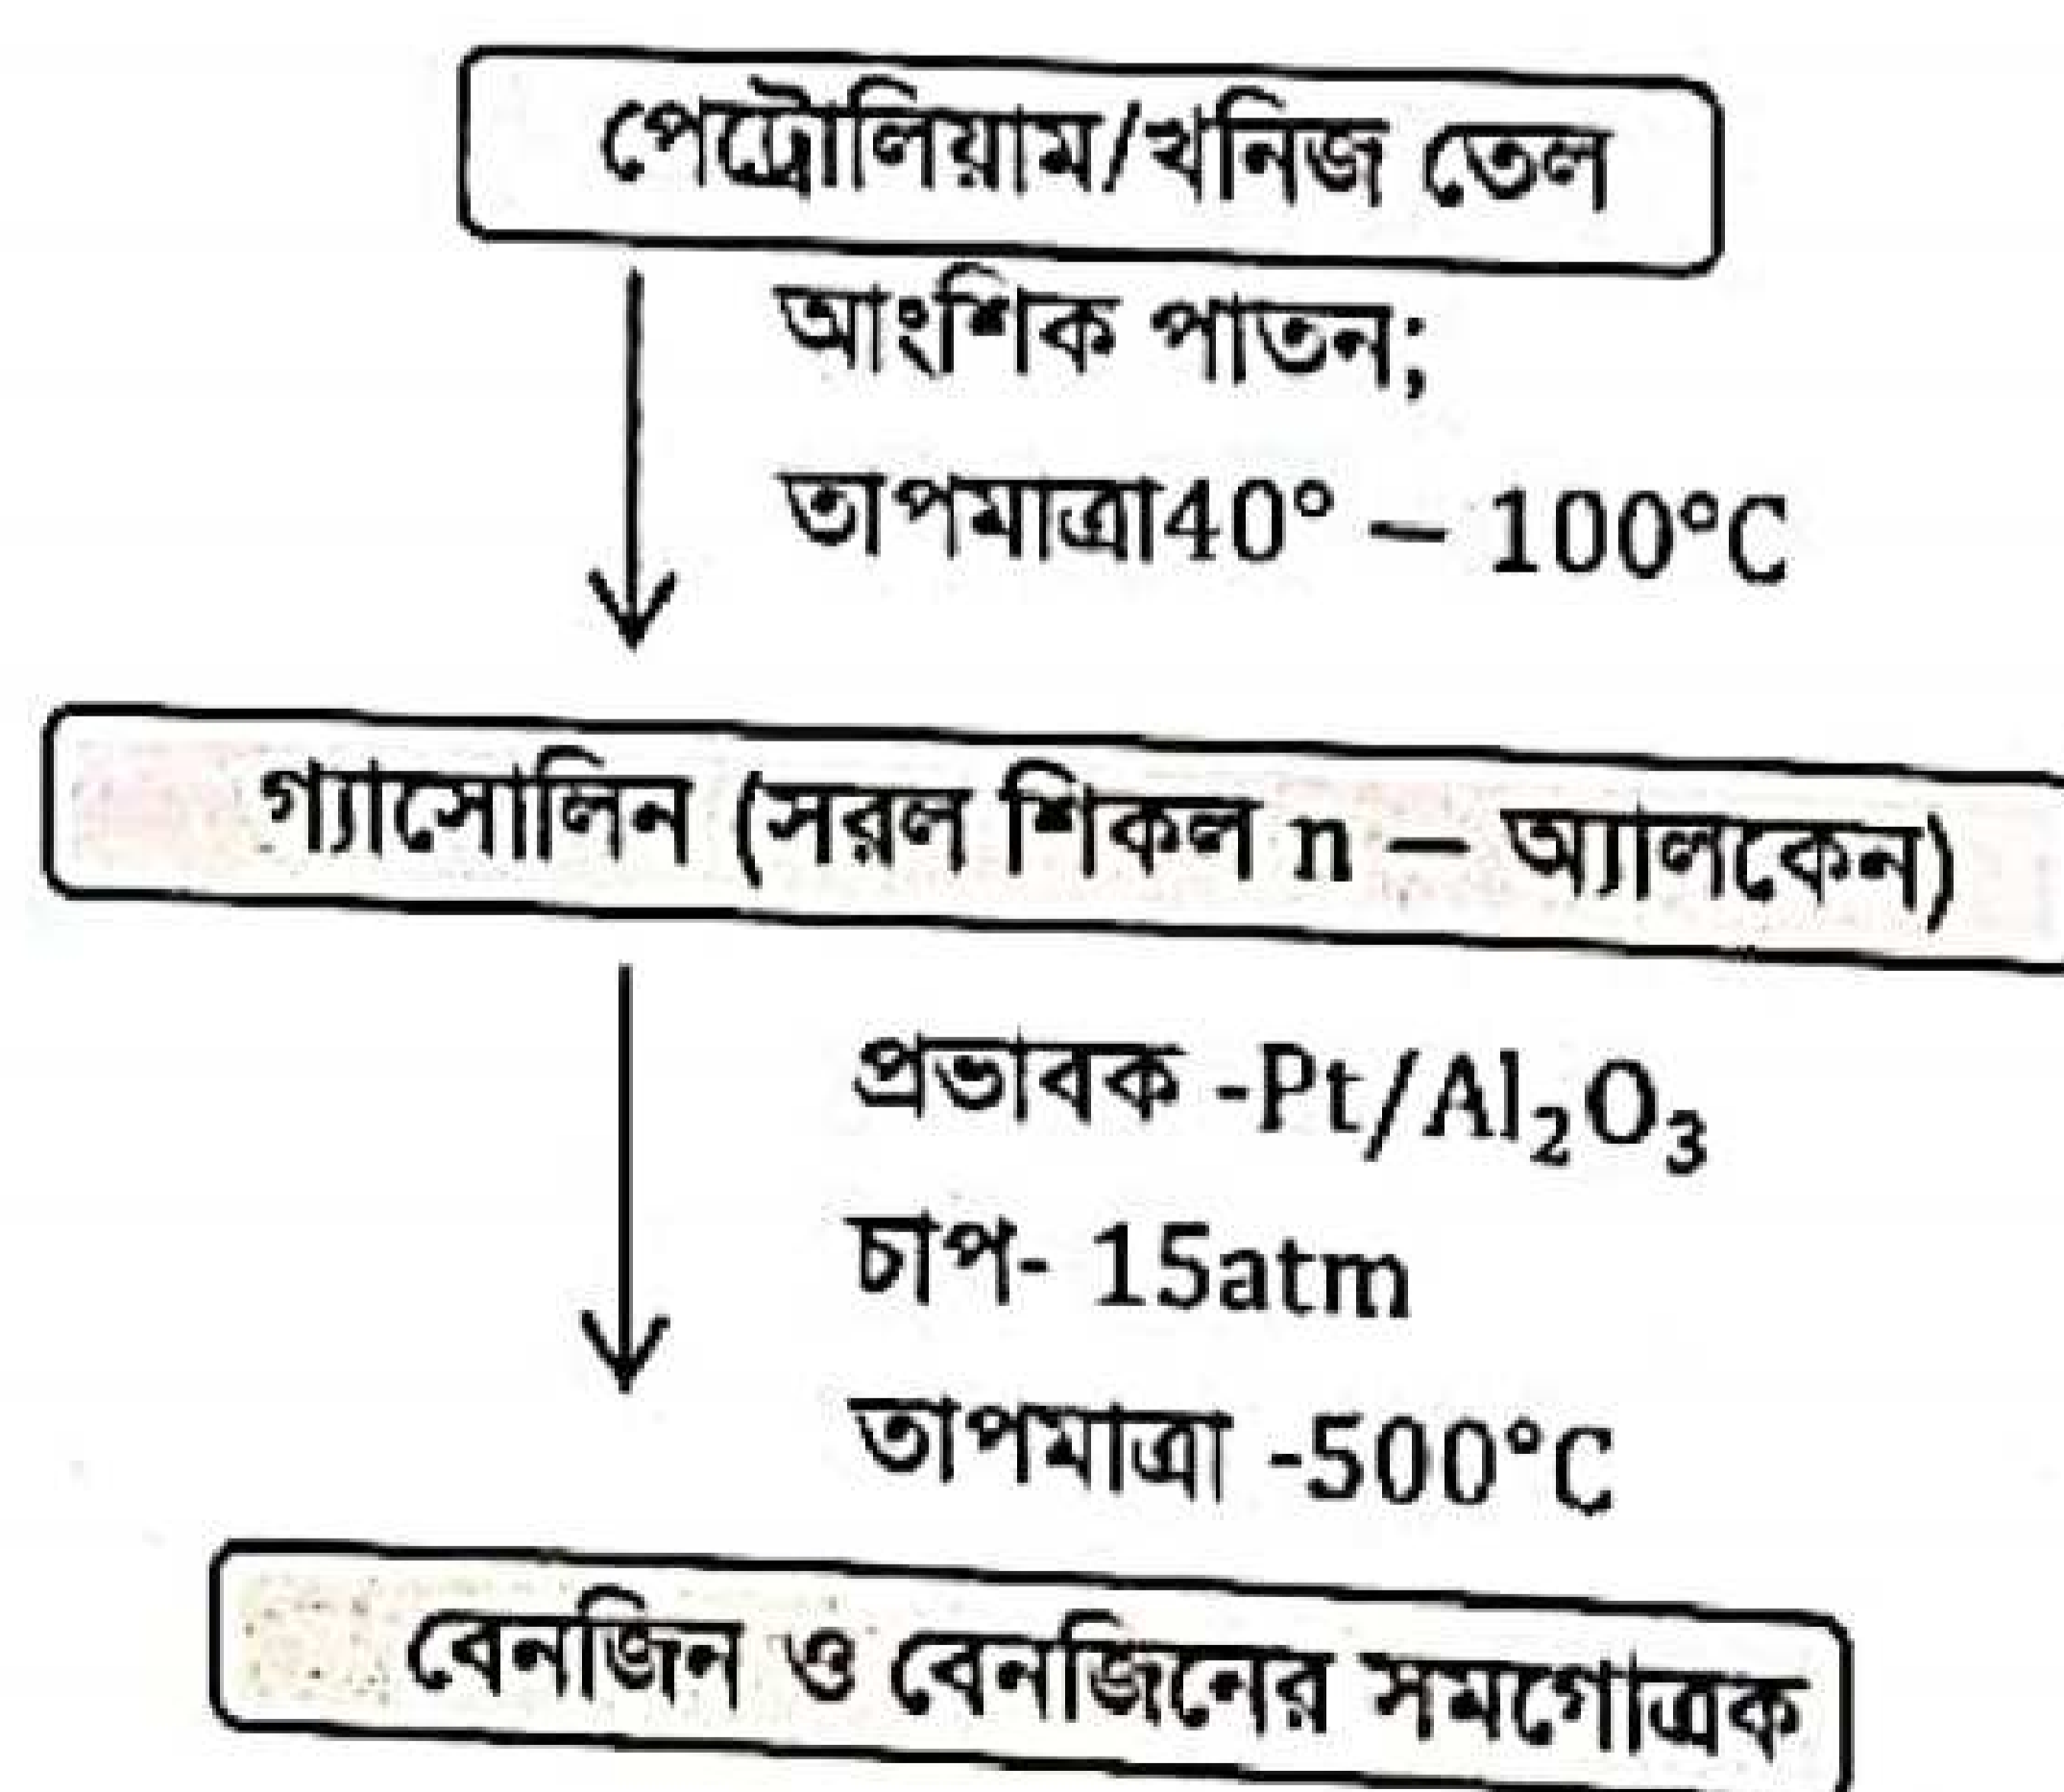 পেট্রোলিয়াম/খনিজ তেল
আংশিক পাতন;
তাপমাত্রা40° – 100°C
গ্যাসোলিন (সরল শিকল n – অ্যালকেন)
প্রভাবক -Pt/Al₂O₃
চাপ- 15atm
তাপমাত্রা -500°C
বেনজিন ও বেনজিনের সমগোত্রক